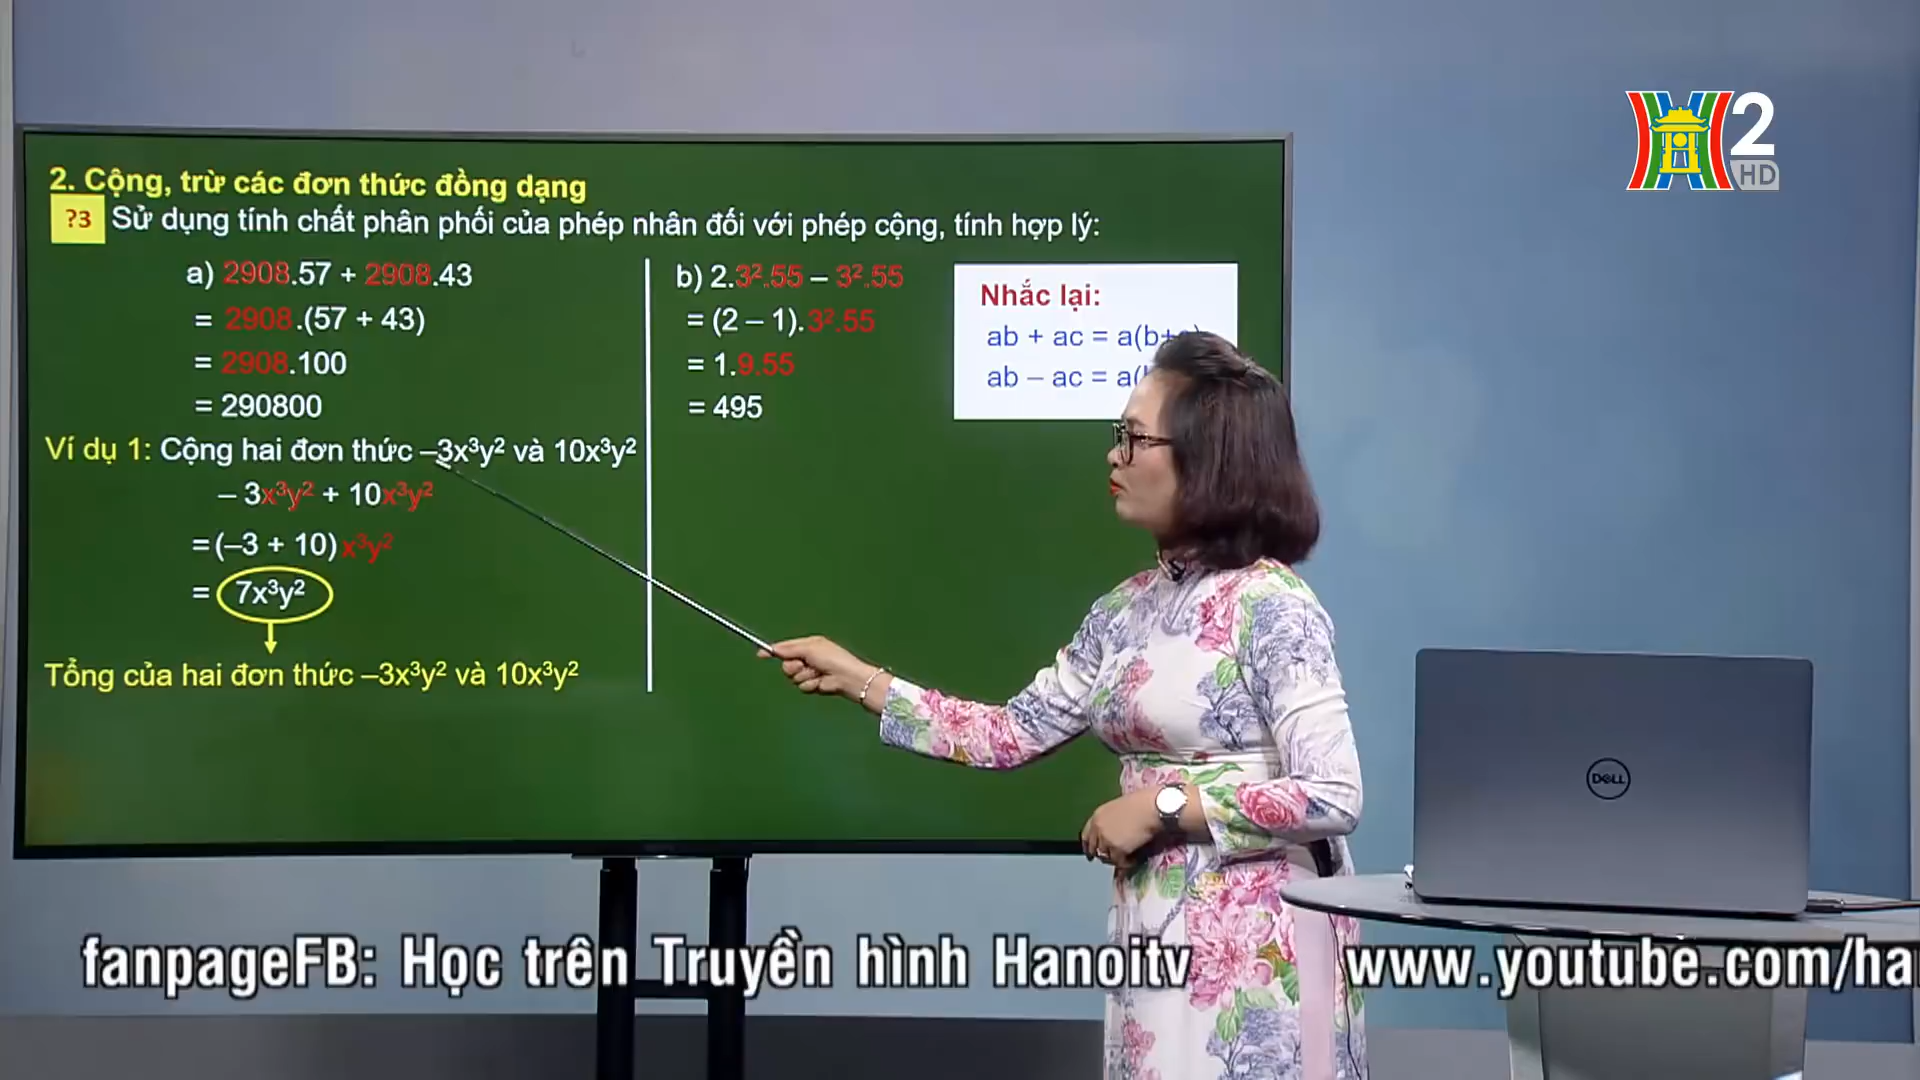 2
HD
2. Cộng, trừ các đơn thức đồng dạng
?3 Sử dụng tính chất phân phối của phép nhân đối với phép cộng, tính hợp lý:
a) 2908.57 + 2908.43
= 2908.(57 + 43)
= 2908.100
= 290800
b) 2.3².55 – 3².55
= (2 – 1).3².55
= 1.9.55
= 495
Nhắc lại:
ab + ac = a(b+
ab – ac = a(
Ví dụ 1: Cộng hai đơn thức –3x³y² và 10x³y²
– 3x³y² + 10x³y²
= (–3 + 10)x³y²
= 7x³y²
Tổng của hai đơn thức –3x³y² và 10x³y²
DELL
fanpageFB: Học trên Truyền hình Hanoitv www.youtube.com/ha